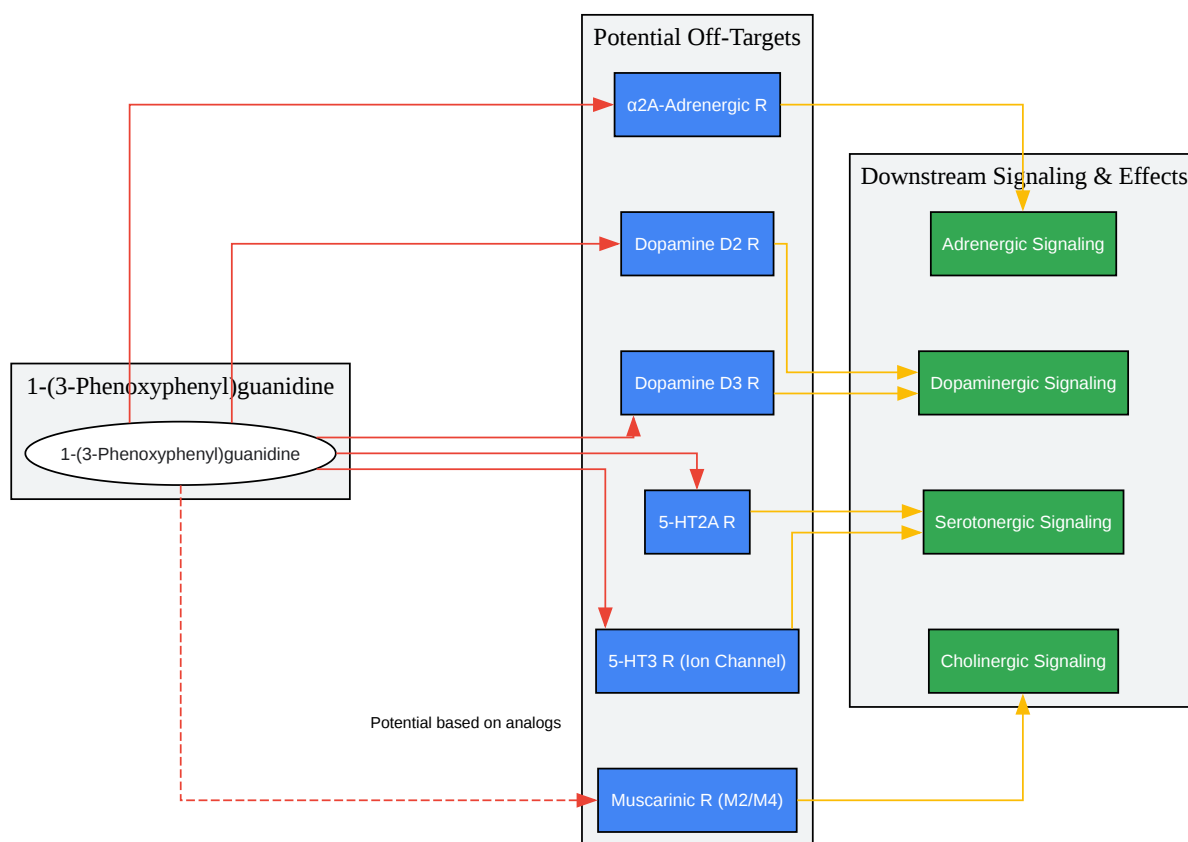 Potential Off-Targets
α2A-Adrenergic R
Downstream Signaling & Effects
Dopamine D2 R
Adrenergic Signaling
1-(3-Phenoxyphenyl)guanidine
Dopamine D3 R
Dopaminergic Signaling
1-(3-Phenoxyphenyl)guanidine
5-HT2A R
Serotonergic Signaling
5-HT3 R (Ion Channel)
Cholinergic Signaling
Potential based on analogs
Muscarinic R (M2/M4)